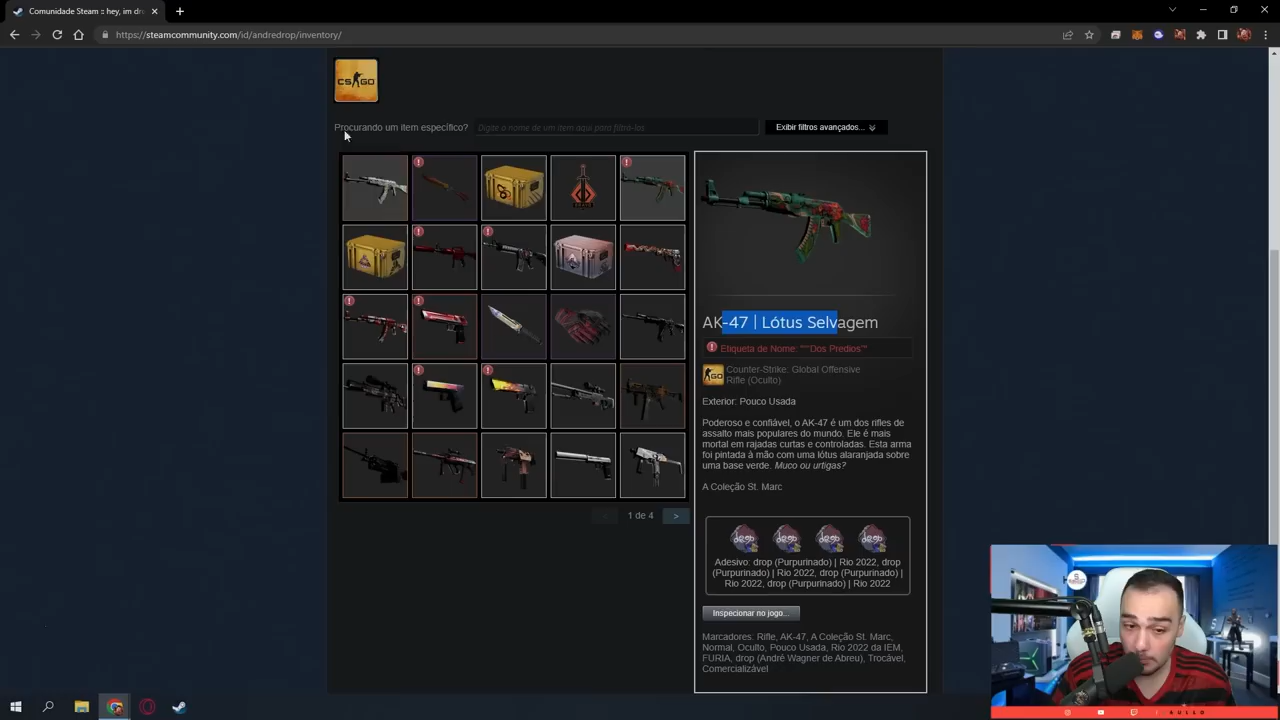 Comunidade Steam :: hey, im dr
https://steamcommunity.com/id/andredrop/inventory/
CS GO
Procurando um item específico?
Digite o nome de um item aqui para filtrá-los
Exibir filtros avançados...
AK-47 | Lótus Selvagem
Etiqueta de Nome: """Dos Predios"'
GO
Counter-Strike: Global Offensive
Rifle (Oculto)
Exterior: Pouco Usada
Poderoso e confiável, o AK-47 é um dos rifles de
assalto mais populares do mundo. Ele é mais
mortal em rajadas curtas e controladas. Esta arma
foi pintada à mão com uma lótus alaranjada sobre
uma base verde. Muco ou urtigas?
A Coleção St. Marc
drop drop drop drop
Adesivo: drop (Purpurinado) | Rio 2022, drop
(Purpurinado) | Rio 2022, drop (Purpurinado) |
Rio 2022, drop (Purpurinado) | Rio 2022
Inspecionar no jogo...
Marcadores: Rifle, AK-47, A Coleção St. Marc,
Normal, Oculto, Pouco Usada, Rio 2022 da IEM,
FURIA, drop (André Wagner de Abreu), Trocável,
Comercializável
< 1 de 4 >